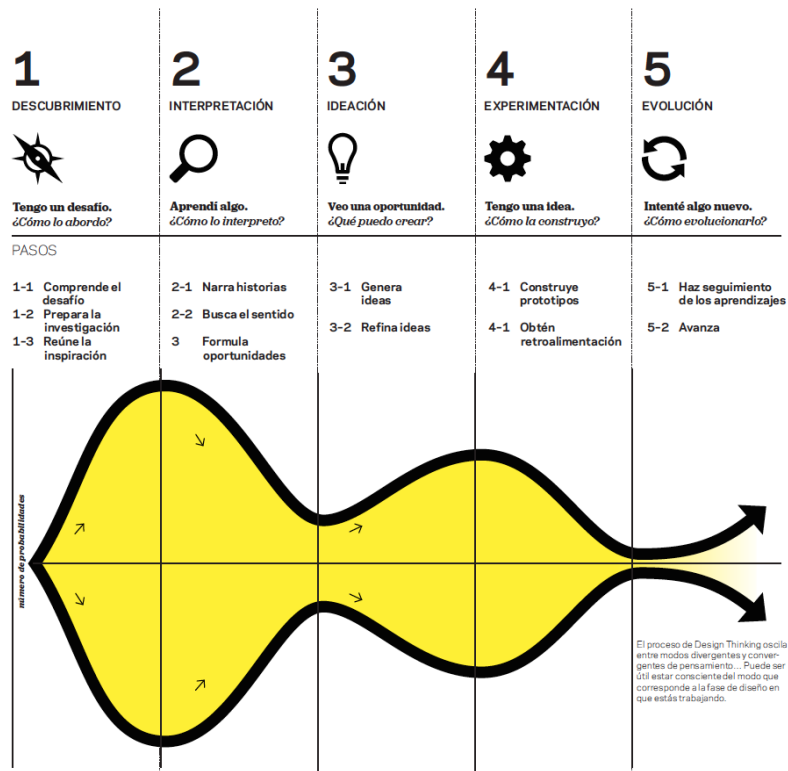 1
DESCUBRIMIENTO
Tengo un desafío.
¿Cómo lo abordo?
2
INTERPRETACIÓN
Aprendí algo.
¿Cómo lo interpreto?
3
IDEACIÓN
Veo una oportunidad.
¿Qué puedo crear?
4
EXPERIMENTACIÓN
Tengo una idea.
¿Cómo la construyo?
5
EVOLUCIÓN
Intenté algo nuevo.
¿Cómo evolucionarlo?
PASOS
1-1 Comprende el
desafío
1-2 Prepara la
investigación
1-3 Reúne la
inspiración
2-1 Narra historias
2-2 Busca el sentido
3 Formula
oportunidades
3-1 Genera
ideas
3-2 Refina ideas
4-1 Construye
prototipos
4-1 Obtén
retroalimentación
5-1 Haz seguimiento
de los aprendizajes
5-2 Avanza
número de probabilidades
El proceso de Design Thinking oscila
entre modos divergentes y conver-
gentes de pensamiento... Puede ser
útil estar consciente del modo que
corresponde a la fase de diseño en
que estás trabajando.